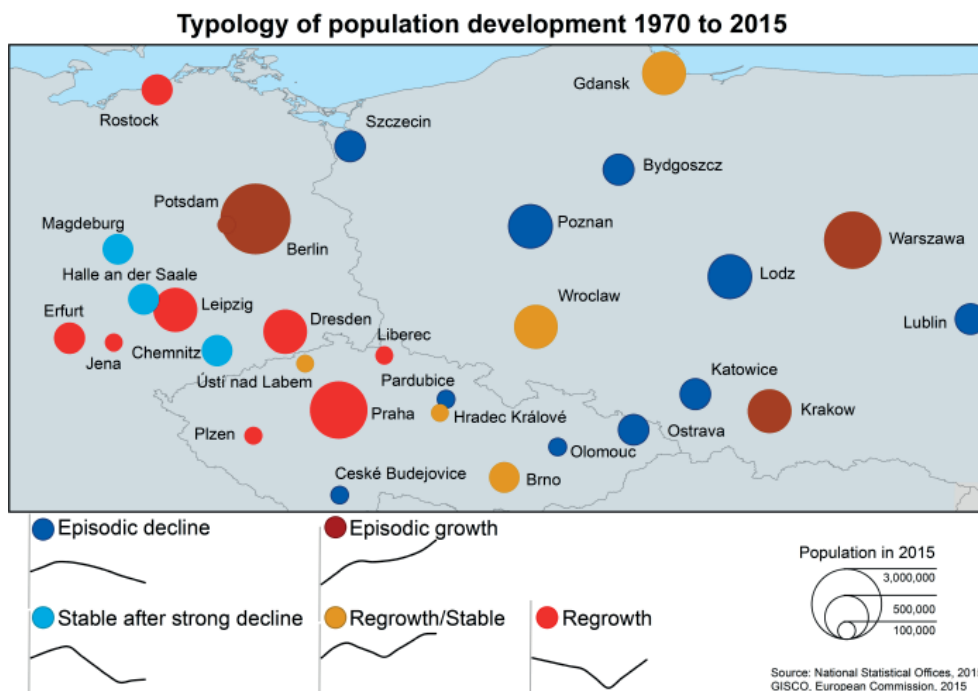 Typology of population development 1970 to 2015
Gdansk
Rostock
Szczecin
Bydgoszcz
Potsdam
Magdeburg
Poznan
Warszawa
Berlin
Halle an der Saale
Lodz
Wroclaw
Erfurt
Leipzig
Dresden
Lublin
Liberec
Jena
Chemnitz
Katowice
Ústí nad Labem
Pardubice
Praha
Hradec Králové
Krakow
Plzen
Ostrava
Olomouc
Ceské Budejovice
Brno
Episodic decline
Episodic growth
Stable after strong decline
Regrowth/Stable
Regrowth
Population in 2015
3,000,000
500,000
100,000
Source: National Statistical Offices, 2015
GISCO, European Commission, 2015